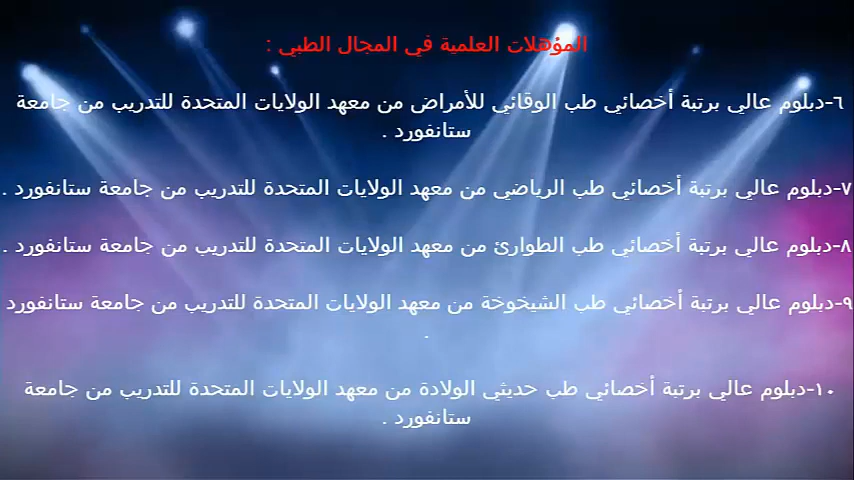 المؤهلات العلمية في المجال الطبي :
٦-دبلوم عالي برتبة أخصائي طب الوقائي للأمراض من معهد الولايات المتحدة للتدريب من جامعة
ستانفورد .
٧-دبلوم عالي برتبة أخصائي طب الرياضي من معهد الولايات المتحدة للتدريب من جامعة ستانفورد .
٨-دبلوم عالي برتبة أخصائي طب الطوارئ من معهد الولايات المتحدة للتدريب من جامعة ستانفورد .
٩-دبلوم عالي برتبة أخصائي طب الشيخوخة من معهد الولايات المتحدة للتدريب من جامعة ستانفورد
.
١٠-دبلوم عالي برتبة أخصائي طب حديثي الولادة من معهد الولايات المتحدة للتدريب من جامعة
ستانفورد .